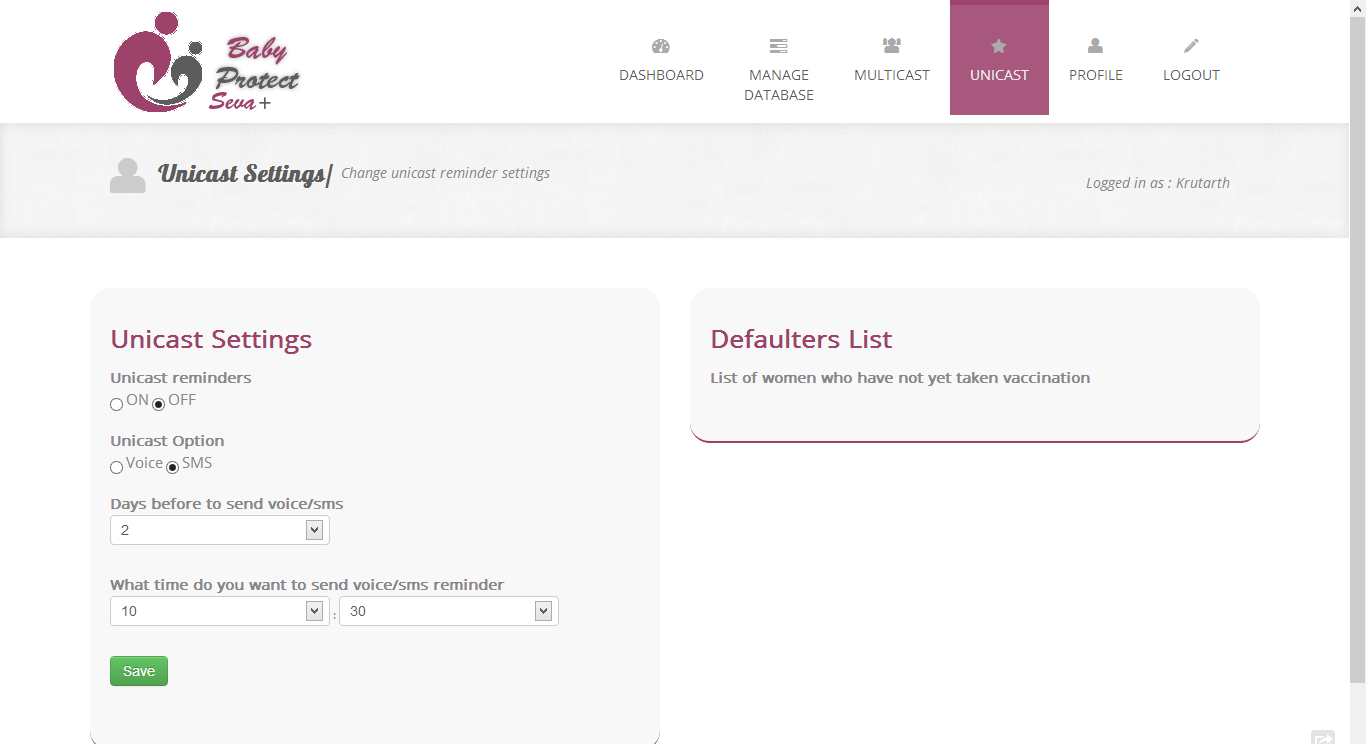 Baby
Protect
Seva+
DASHBOARD
MANAGE
DATABASE
MULTICAST
UNICAST
PROFILE
LOGOUT
Unicast Settings/ Change unicast reminder settings
Logged in as : Krutarth
Unicast Settings
Unicast reminders
ON OFF
Unicast Option
Voice SMS
Days before to send voice/sms
2
What time do you want to send voice/sms reminder
10 : 30
Save
Defaulters List
List of women who have not yet taken vaccination